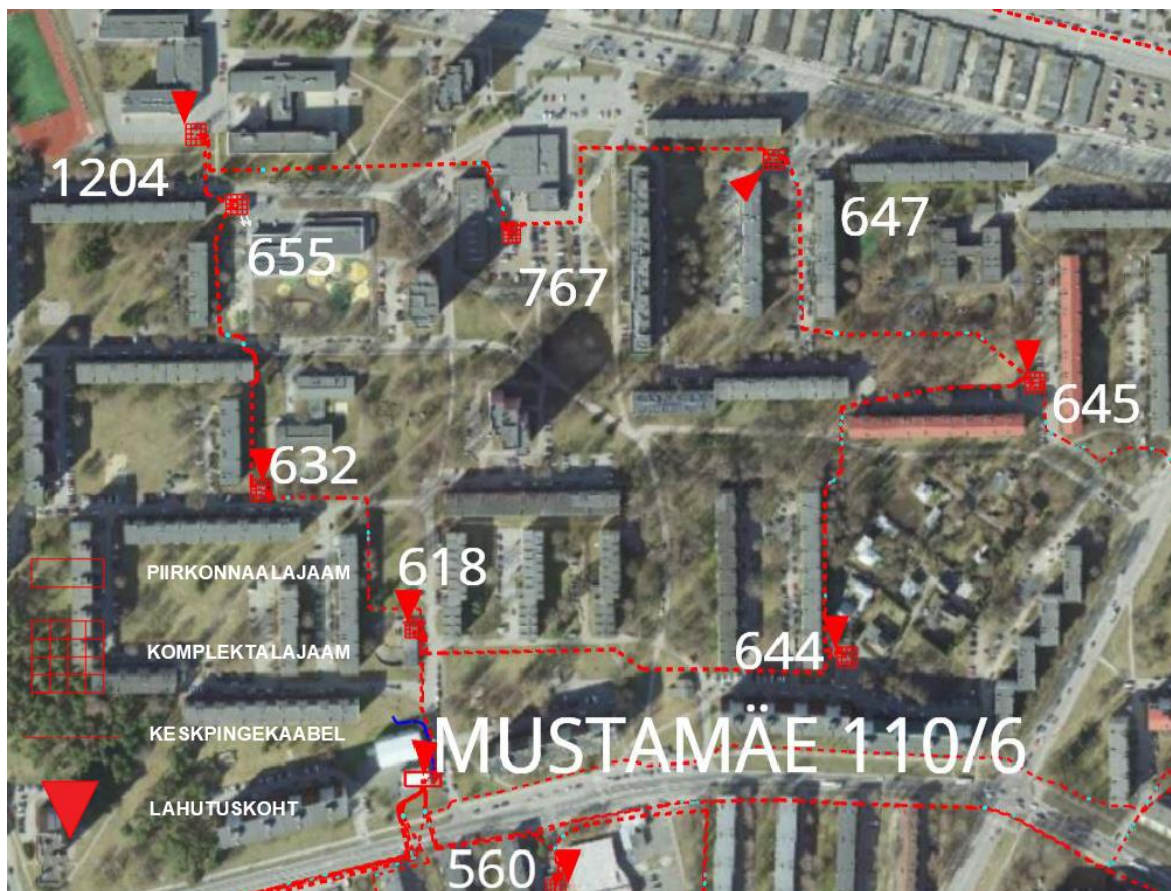 1204
647
655
767
645
632
618
PIIRKONNAALAJAAM
KOMPLEKTALAJAAM
644
KESKPINGEKAABEL
MUSTAMÄE 110/6
LAHUTUSKOHT
560